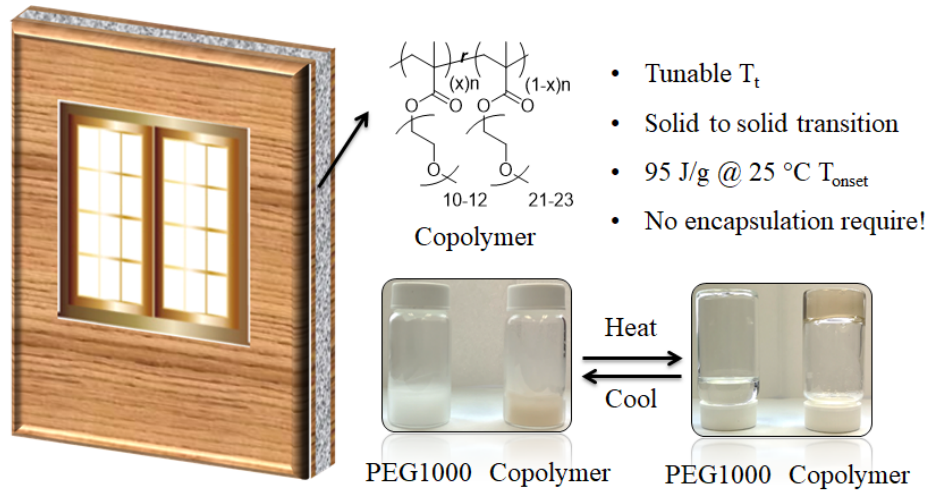 r
(x)n
(1-x)n
O
O
O
O
O
O
10-12
21-23
Copolymer
• Tunable Tt
• Solid to solid transition
• 95 J/g @ 25 °C Tonset
• No encapsulation require!
Heat
Cool
PEG1000 Copolymer
PEG1000 Copolymer